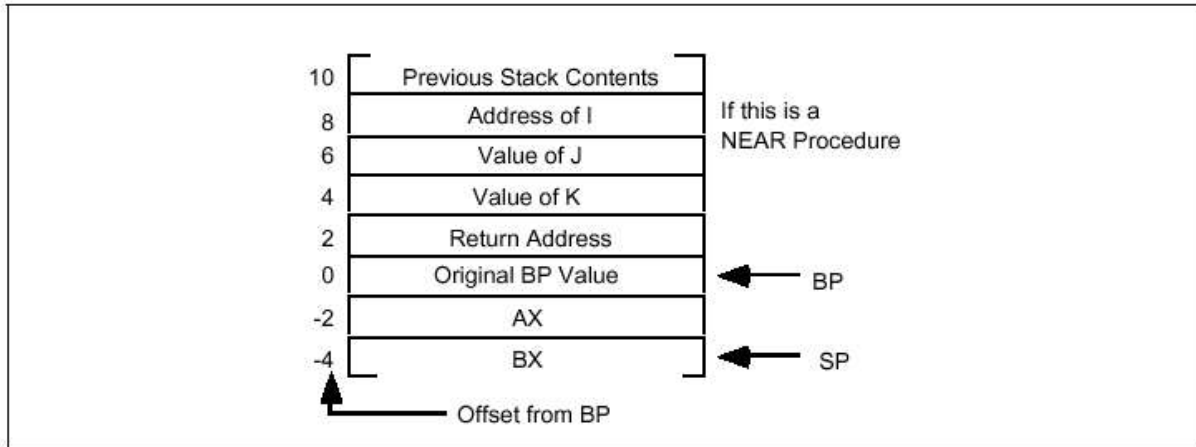 10 Previous Stack Contents
8 Address of I
If this is a
NEAR Procedure
6 Value of J
4 Value of K
2 Return Address
0 Original BP Value BP
-2 AX
-4 BX SP
Offset from BP